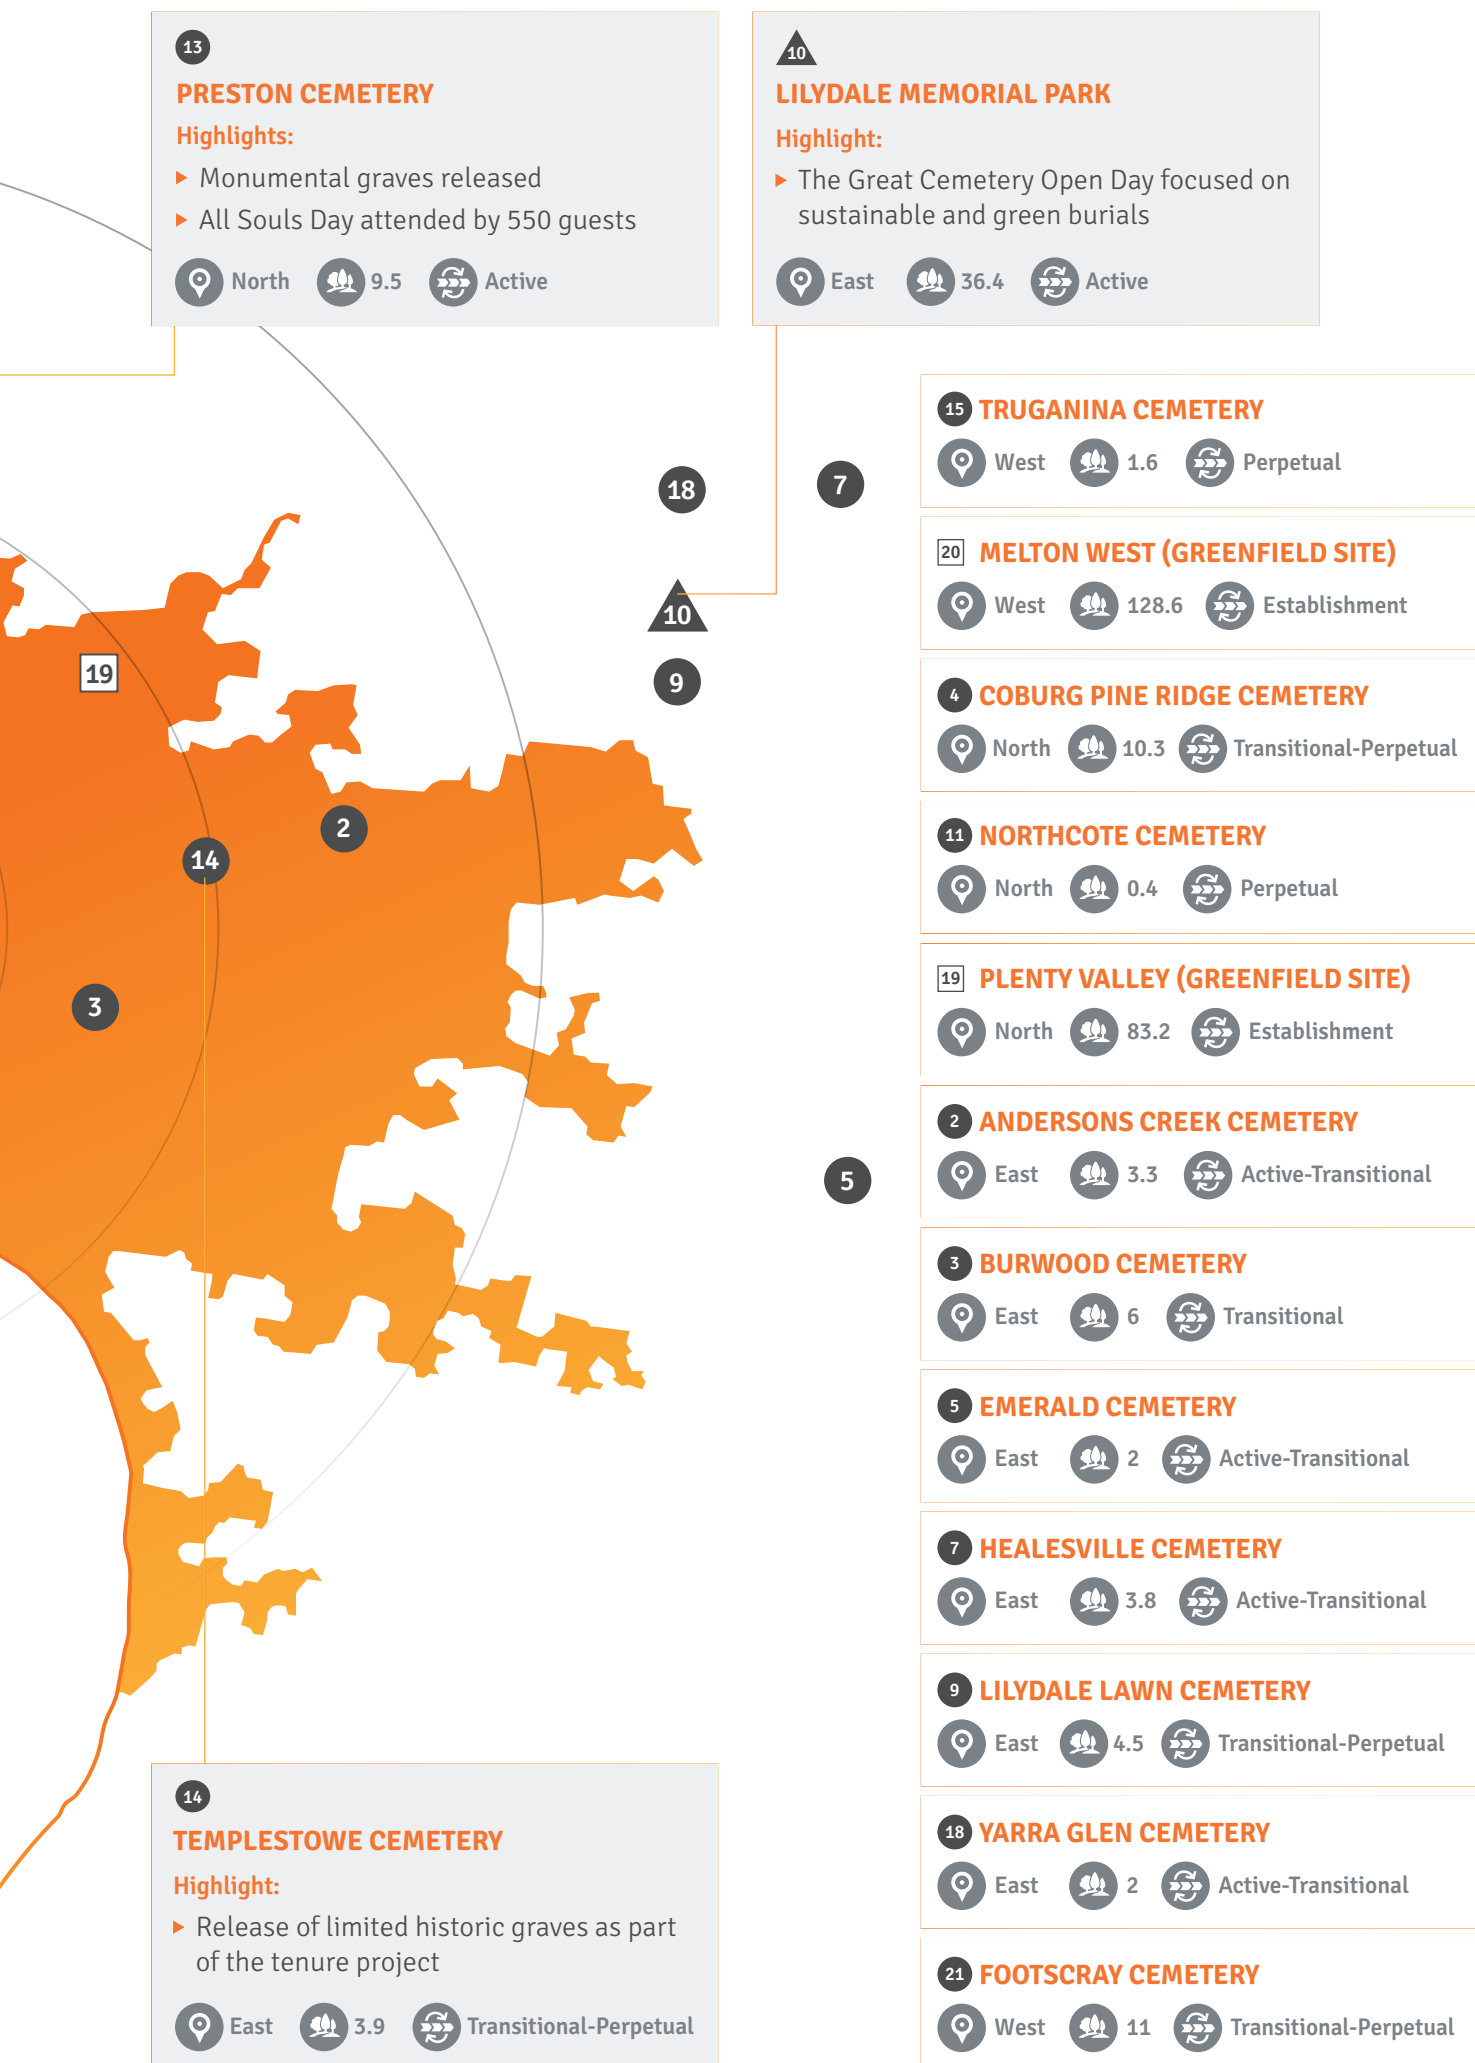 13
PRESTON CEMETERY
Highlights:
Monumental graves released
All Souls Day attended by 550 guests
North 9.5 Active
10
LILYDALE MEMORIAL PARK
Highlight:
The Great Cemetery Open Day focused on
sustainable and green burials
East 36.4 Active
18
7
10
9
19
2
14
3
5
15 TRUGANINA CEMETERY
West 1.6 Perpetual
20 MELTON WEST (GREENFIELD SITE)
West 128.6 Establishment
4 COBURG PINE RIDGE CEMETERY
North 10.3 Transitional-Perpetual
11 NORTHCOTE CEMETERY
North 0.4 Perpetual
19 PLENTY VALLEY (GREENFIELD SITE)
North 83.2 Establishment
2 ANDERSONS CREEK CEMETERY
East 3.3 Active-Transitional
3 BURWOOD CEMETERY
East 6 Transitional
5 EMERALD CEMETERY
East 2 Active-Transitional
7 HEALESVILLE CEMETERY
East 3.8 Active-Transitional
9 LILYDALE LAWN CEMETERY
East 4.5 Transitional-Perpetual
18 YARRA GLEN CEMETERY
East 2 Active-Transitional
21 FOOTSCRAY CEMETERY
West 11 Transitional-Perpetual
14
TEMPLESTOWE CEMETERY
Highlight:
Release of limited historic graves as part
of the tenure project
East 3.9 Transitional-Perpetual